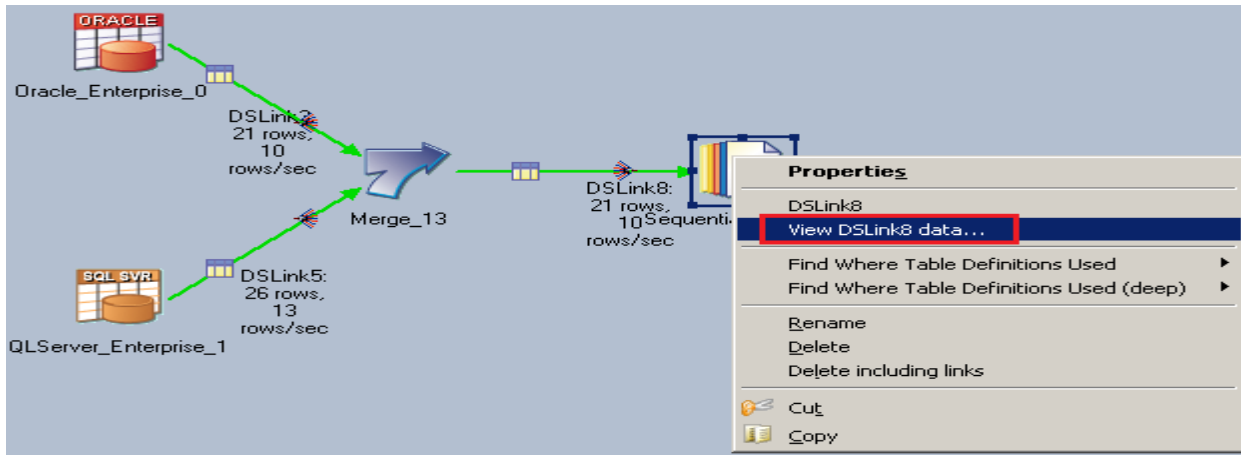 ORACLE
Oracle_Enterprise_0
DSLink2:
21 rows,
10
rows/sec
Merge_13
SQL SVR
DSLink5:
26 rows,
13
rows/sec
QLServer_Enterprise_1
DSLink8:
21 rows,
10
rows/sec
Sequenti
Properties
DSLink8
View DSLink8 data...
Find Where Table Definitions Used
Find Where Table Definitions Used (deep)
Rename
Delete
Delete including links
Cut
Copy